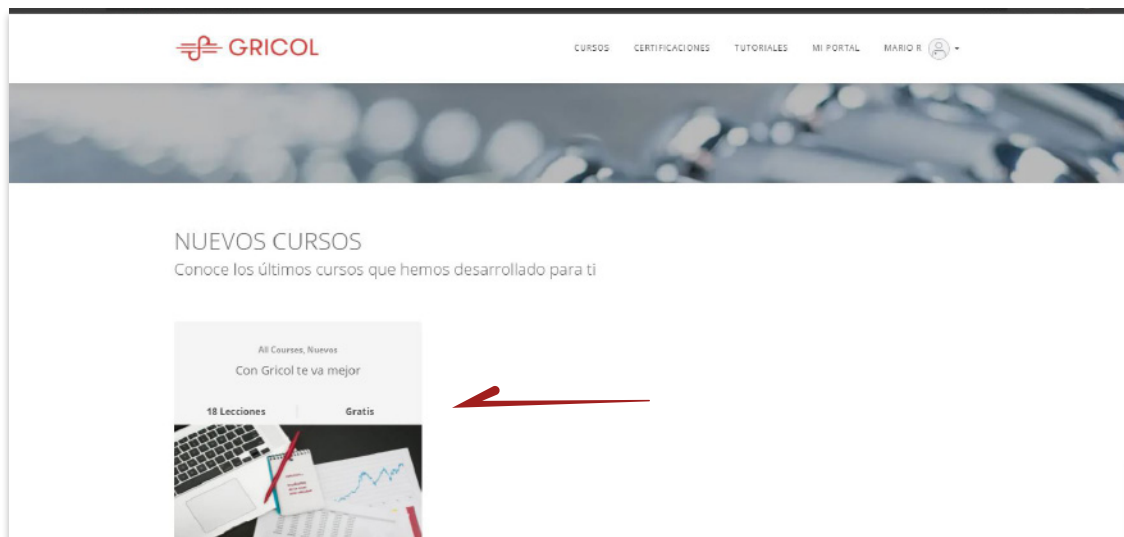 GRICOL
CURSOS CERTIFICACIONES TUTORIALES MI PORTAL MARIO R
NUEVOS CURSOS
Conoce los últimos cursos que hemos desarrollado para ti
All Courses, Nuevos
Con Gricol te va mejor
18 Lecciones Gratis